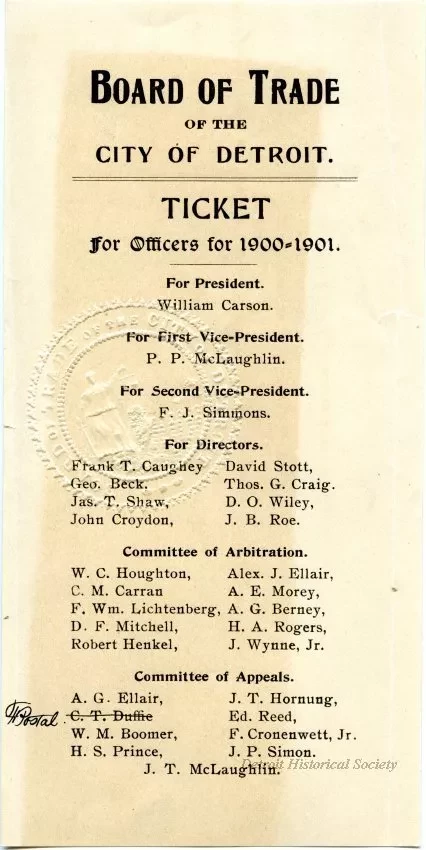 BOARD OF TRADE
OF THE
CITY OF DETROIT.
TICKET
For Officers for 1900-1901.
For President.
William Carson.
For First Vice-President.
P. P. McLaughlin.
For Second Vice-President.
F. J. Simmons.
For Directors.
Frank T. Caughey David Stott,
Geo. Beck, Thos. G. Craig.
Jas. T. Shaw, D. O. Wiley,
John Croydon, J. B. Roe.
Committee of Arbitration.
W. C. Houghton, Alex. J. Ellair,
C. M. Carran A. E. Morey,
F. Wm. Lichtenberg, A. G. Berney,
D. F. Mitchell, H. A. Rogers,
Robert Henkel, J. Wynne, Jr.
Committee of Appeals.
A. G. Ellair, J. T. Hornung,
Postal. C. T. Duffie Ed. Reed,
W. M. Boomer, F. Cronenwett, Jr.
H. S. Prince, J. P. Simon.
J. T. McLaughlin.
Detroit Historical Society